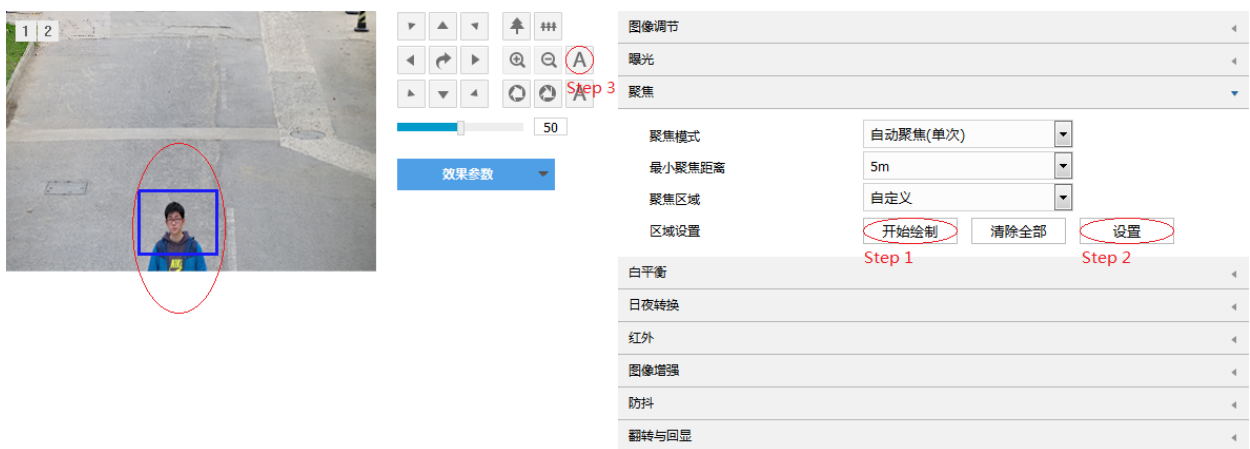 1 2
A
Step 3
A
50
效果参数
图像调节
曝光
聚焦
聚焦模式
自动聚焦(单次)
最小聚焦距离
5m
聚焦区域
自定义
区域设置
开始绘制
清除全部
设置
Step 1
Step 2
白平衡
日夜转换
红外
图像增强
防抖
翻转与回显